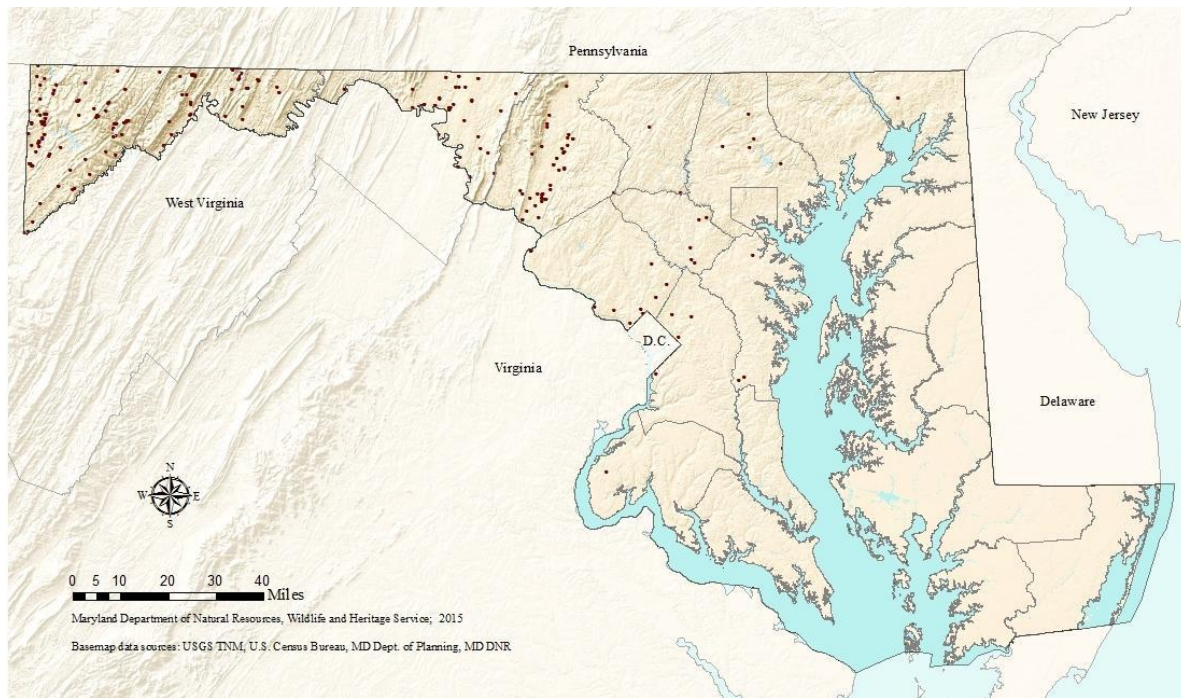 Pennsylvania
New Jersey
West Virginia
D.C.
Virginia
Delaware
N
W E
S
0 5 10 20 30 40
Miles
Maryland Department of Natural Resources, Wildlife and Heritage Service; 2015
Basemap data sources: USGS TNM, U.S. Census Bureau, MD Dept. of Planning, MD DNR